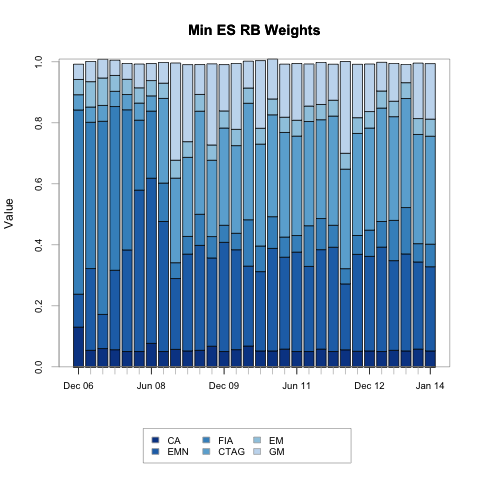 Min ES RB Weights
Value
1.0
0.8
0.6
0.4
0.2
0.0
Dec 06 Jun 08 Dec 09 Jun 11 Dec 12 Jan 14
CA FIA EM
EMN CTAG GM